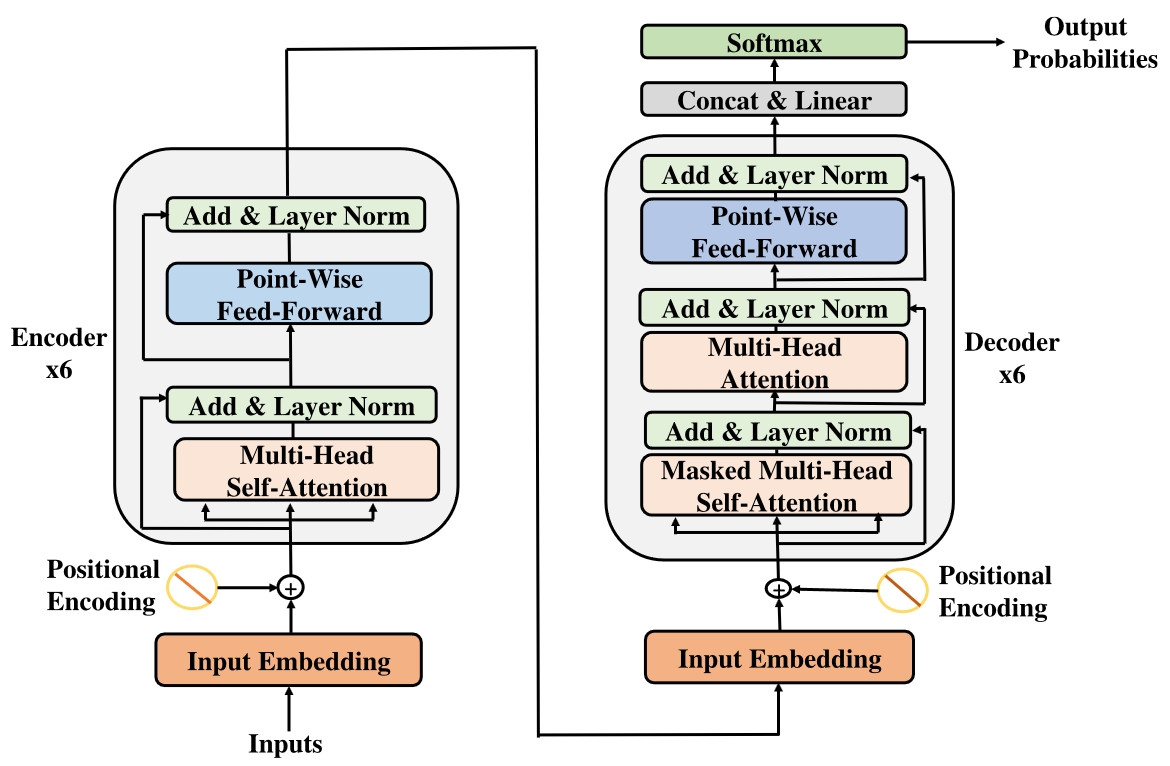 Encoder
x6
Add & Layer Norm
Point-Wise
Feed-Forward
Add & Layer Norm
Multi-Head
Self-Attention
Positional
Encoding
+
Input Embedding
Inputs
Output
Probabilities
Softmax
Concat & Linear
Add & Layer Norm
Point-Wise
Feed-Forward
Add & Layer Norm
Multi-Head
Attention
Add & Layer Norm
Masked Multi-Head
Self-Attention
Decoder
x6
+
Positional
Encoding
Input Embedding